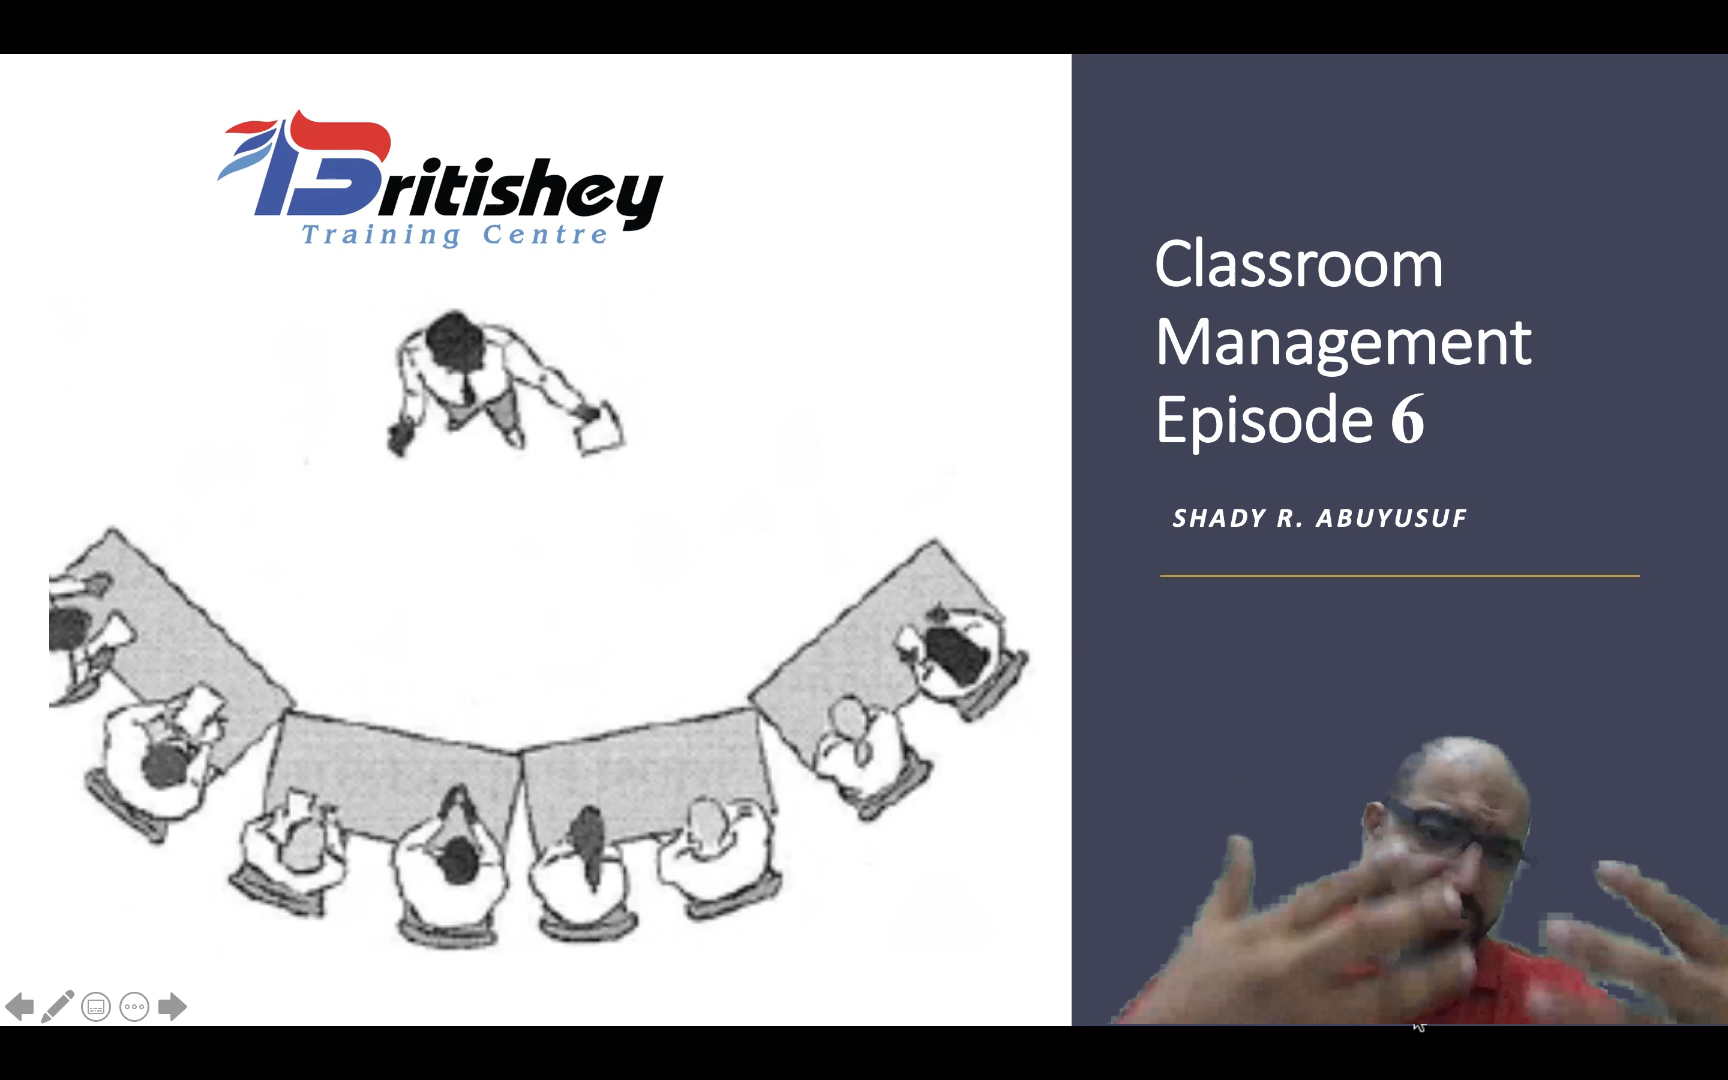 Britishey
Training Centre
Classroom
Management
Episode 6
SHADY R. ABUYUSUF